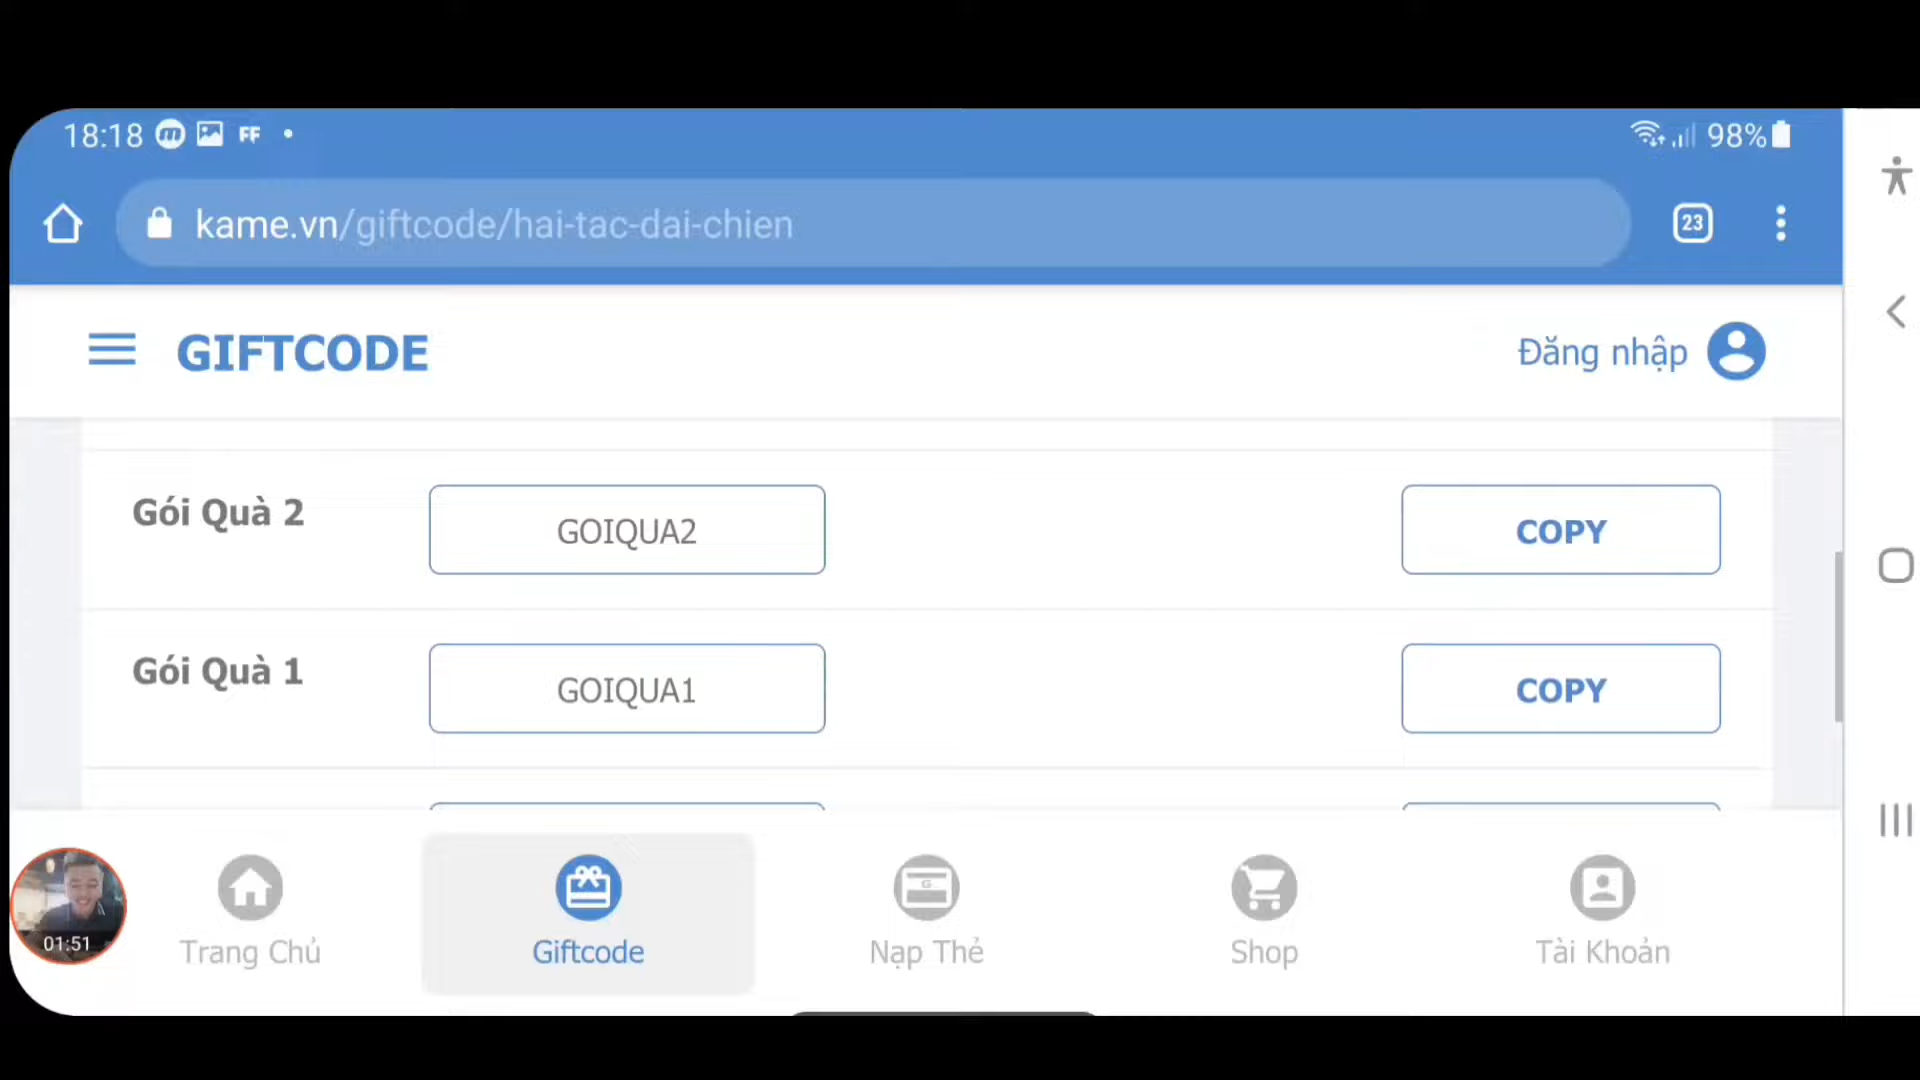 18:18 m FF 98%
kame.vn/giftcode/hai-tac-dai-chien 23
GIFTCODE Đăng nhập
Gói Quà 2 GOIQUA2 COPY
Gói Quà 1 GOIQUA1 COPY
01:51 Trang Chủ Giftcode Nạp Thẻ Shop Tài Khoản